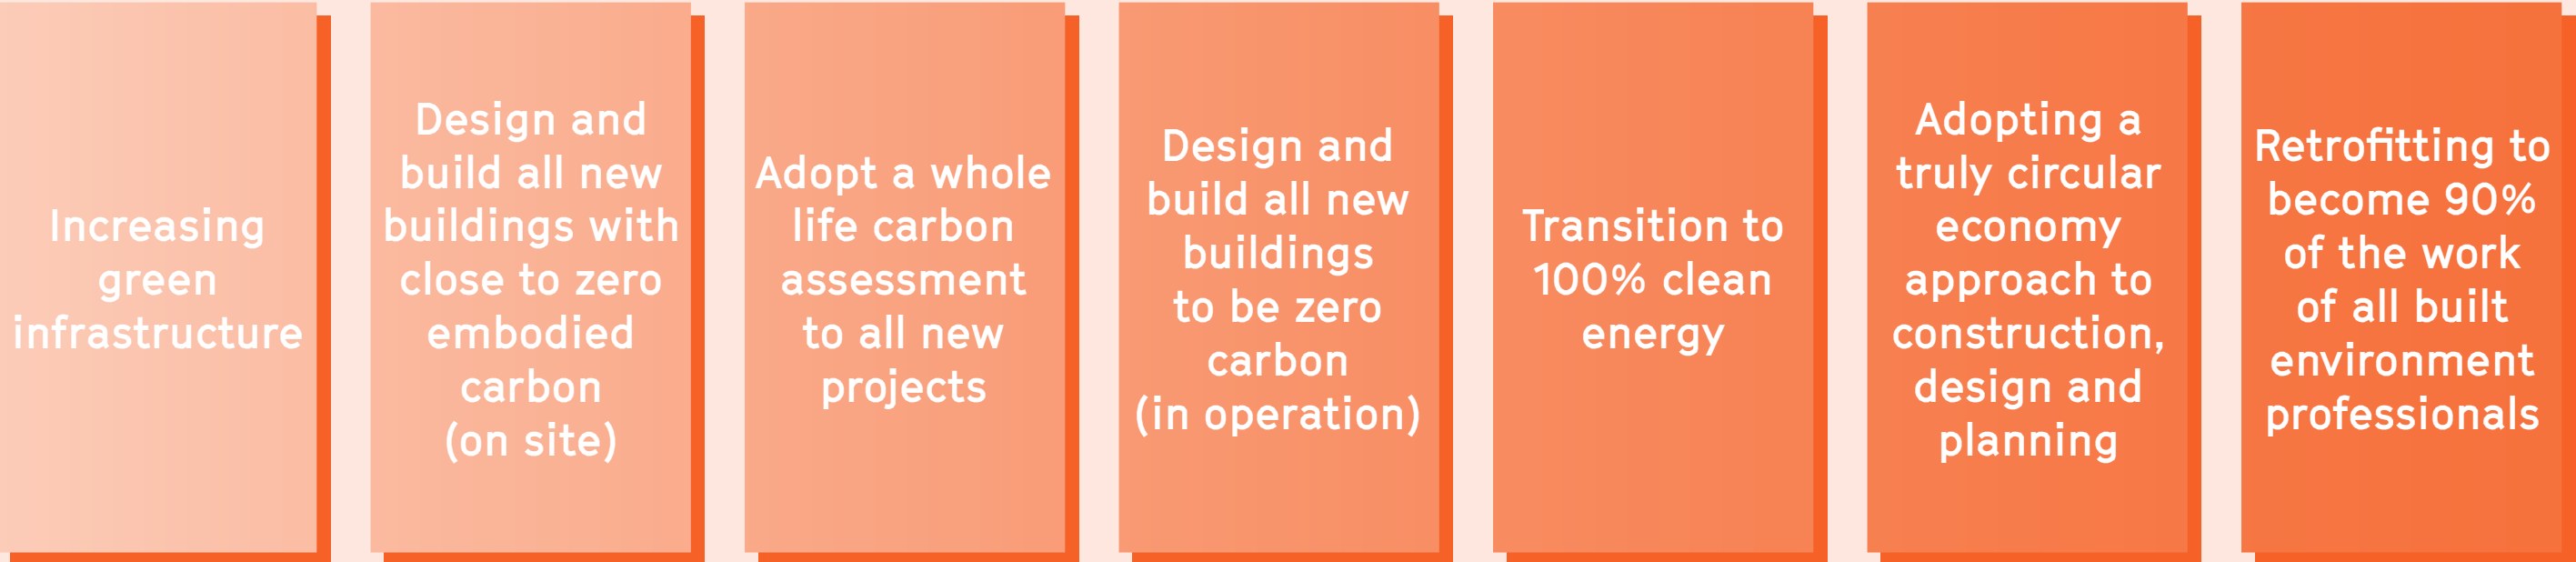 Increasing
green
infrastructure
Design and
build all new
buildings with
close to zero
embodied
carbon
(on site)
Adopt a whole
life carbon
assessment
to all new
projects
Design and
build all new
buildings
to be zero
carbon
(in operation)
Transition to
100% clean
energy
Adopting a
truly circular
economy
approach to
construction,
design and
planning
Retrofitting to
become 90%
of the work
of all built
environment
professionals